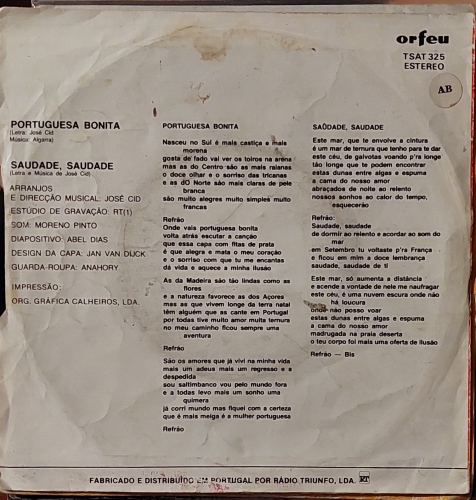 orfeu
TSAT 325
ESTEREO
AB
PORTUGUESA BONITA
(Letra: José Cid
Música: Algarra)
SAUDADE, SAUDADE
(Letra e Música de José Cid)
ARRANJOS
E DIRECÇÃO MUSICAL: JOSÉ CID
ESTÚDIO DE GRAVAÇÃO: RT(1)
SOM: MORENO PINTO
DIAPOSITIVO: ABEL DIAS
DESIGN DA CAPA: JAN VAN DIJCK
GUARDA-ROUPA: ANAHORY
IMPRESSÃO:
ORG. GRÁFICA CALHEIROS, LDA.
PORTUGUESA BONITA
Nasceu no Sul é mais castiça e mais
morena
gosta de fado vai ver os toiros na arena
mas as do Centro são as mais raianas
o doce olhar e o sorriso das tricanas
e as dO Norte são mais claras de pele
branca
são muito alegres muito simples muito
francas
Refrão
Onde vais portuguesa bonita
volta atrás escutar a canção
que essa capa com fitas de prata
é que alegra e mata o meu coração
e o sorriso com que tu me encantas
dá vida e aquece a minha ilusão
As da Madeira são tão lindas como as
flores
e a natureza favorece as dos Açores
mas as que vivem longe da terra natal
têm alguém que as cante em Portugal
por todas tive muito amor muita ternura
no meu caminho ficou sempre uma
aventura
Refrão
São os amores que já vivi na minha vida
mais um adeus mais um regresso e a
despedida
sou saltimbanco vou pelo mundo fora
e a todas levo mais um sonho uma
quimera
já corri mundo mas fiquei com a certeza
que é mais meiga é a mulher portuguesa
Refrão
SAÚDADE, SAUDADE
Este mar, que te envolve a cintura
é um mar de ternura que tenho para te dar
este céu, de gaivotas voando p'ra longe
tão longe que te podem encontrar
estas dunas entre algas e espuma
a cama do nosso amor
abraçados de noite ao relento
nossos sonhos ao calor do tempo,
esquecerão
Refrão:
Saudade, saudade
de dormir ao relento e acordar ao som do
mar
em Setembro tu voltaste p'ra França
e ficou em mim a doce lembrança
saudade, saudade de ti
Este mar, só aumenta a distância
e acende a vontade de nele me naufragar
este céu, é uma nuvem escura onde não
há loucura
onde não posso voar
estas dunas entre algas e espuma
a cama do nosso amor
madrugada na praia deserta
o teu corpo foi mais uma oferta de ilusão
Refrão — Bis
FABRICADO E DISTRIBUÍDO EM PORTUGAL POR RÁDIO TRIUNFO, LDA. RT